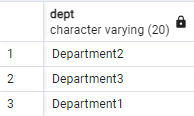 dept
character varying (20)
1 Department2
2 Department3
3 Department1